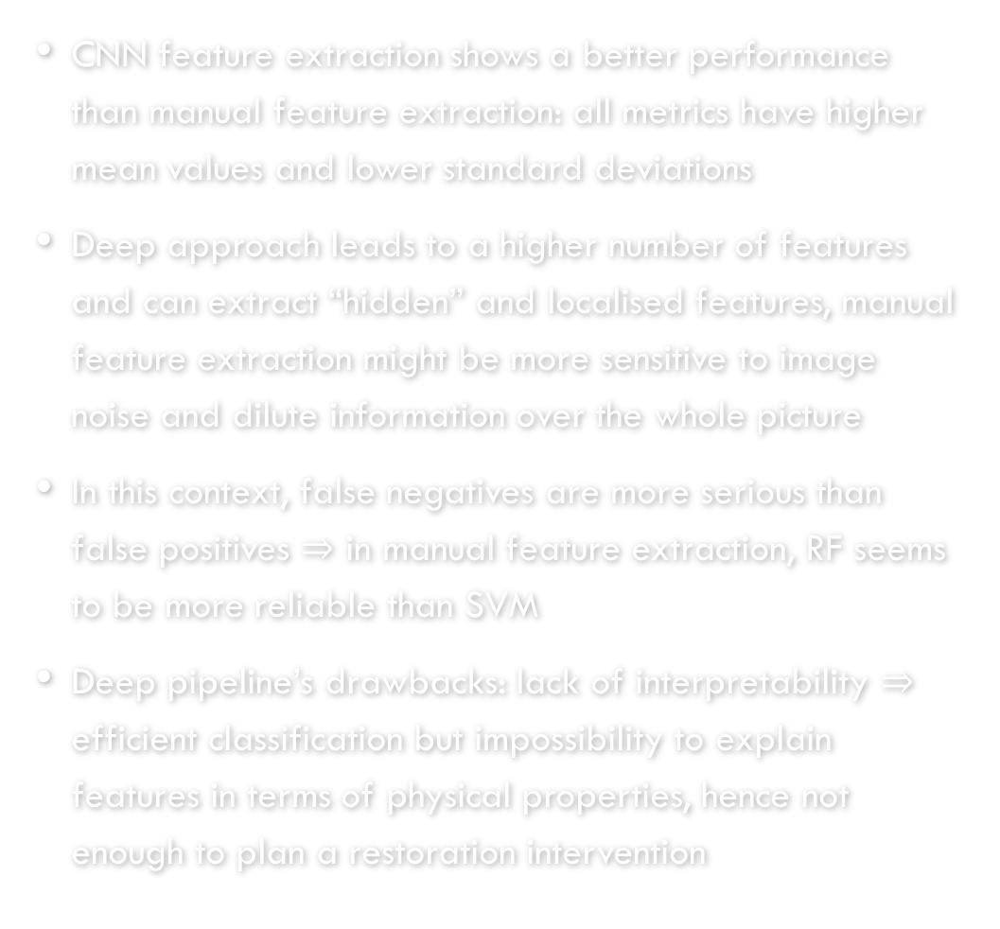 • CNN feature extraction shows a better performance
than manual feature extraction: all metrics have higher
mean values and lower standard deviations
• Deep approach leads to a higher number of features
and can extract “hidden” and localised features, manual
feature extraction might be more sensitive to image
noise and dilute information over the whole picture
• In this context, false negatives are more serious than
false positives ⇒ in manual feature extraction, RF seems
to be more reliable than SVM
• Deep pipeline’s drawbacks: lack of interpretability ⇒
efficient classification but impossibility to explain
features in terms of physical properties, hence not
enough to plan a restoration intervention